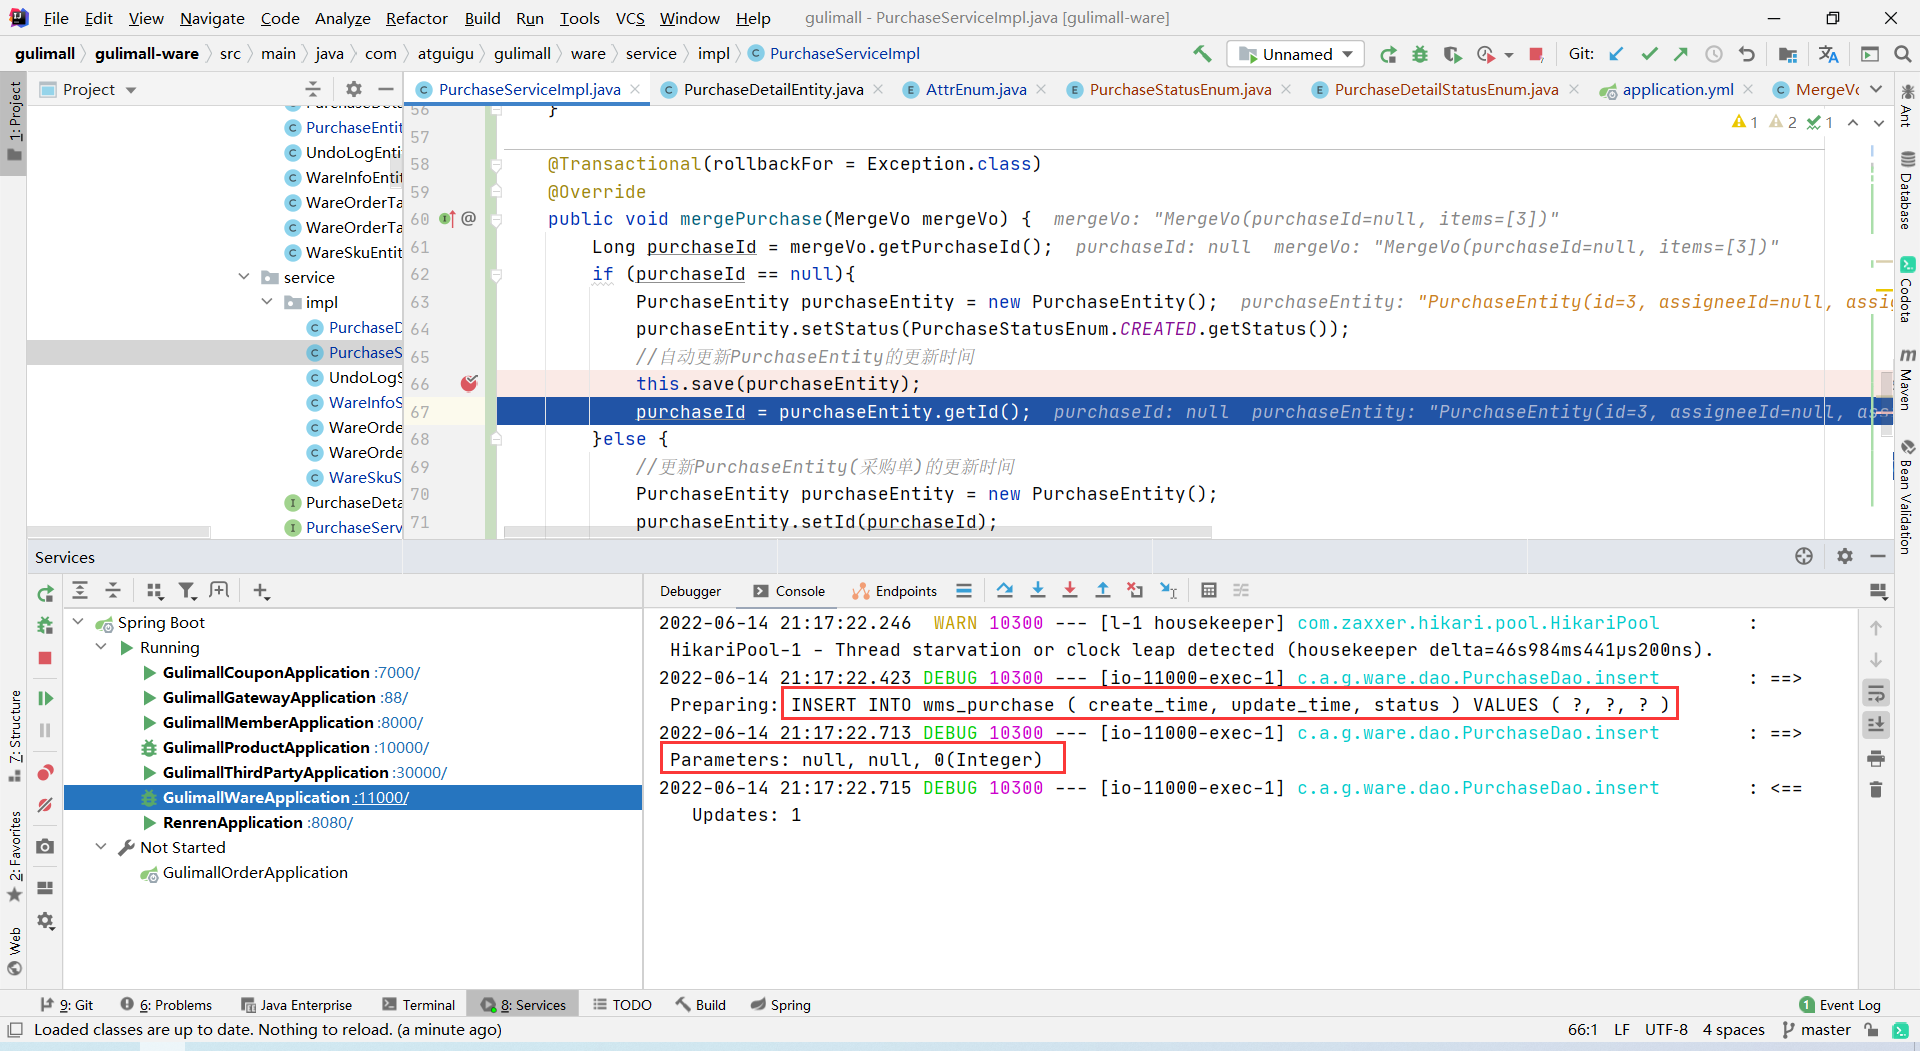 File Edit View Navigate Code Analyze Refactor Build Run Tools VCS Window Help gulimall - PurchaseServiceImpl.java [gulimall-ware]
gulimall gulimall-ware src main java com atguigu gulimall ware service impl PurchaseServiceImpl Unnamed Git:
1: Project
Project
PurchaseServiceImpl.java PurchaseDetailEntity.java AttrEnum.java PurchaseStatusEnum.java PurchaseDetailStatusEnum.java application.yml MergeVo
PurchaseDeta
PurchaseEntit
UndoLogEnti
WareInfoEntit
WareOrderTa
WareOrderTa
WareSkuEntit
service
impl
PurchaseD
PurchaseS
UndoLogS
WareInfoS
WareOrde
WareOrde
WareSkuS
PurchaseDeta
PurchaseServ
1 2 1
56 }
57
58 @Transactional(rollbackFor = Exception.class)
59 @Override
60 public void mergePurchase(MergeVo mergeVo) { mergeVo: "MergeVo(purchaseId=null, items=[3])"
61 Long purchaseId = mergeVo.getPurchaseId(); purchaseId: null mergeVo: "MergeVo(purchaseId=null, items=[3])"
62 if (purchaseId == null){
63 PurchaseEntity purchaseEntity = new PurchaseEntity(); purchaseEntity: "PurchaseEntity(id=3, assigneeId=null, assig
64 purchaseEntity.setStatus(PurchaseStatusEnum.CREATED.getStatus());
65 //自动更新PurchaseEntity的更新时间
66 this.save(purchaseEntity);
67 purchaseId = purchaseEntity.getId(); purchaseId: null purchaseEntity: "PurchaseEntity(id=3, assigneeId=null, ass
68 }else {
69 //更新PurchaseEntity(采购单)的更新时间
70 PurchaseEntity purchaseEntity = new PurchaseEntity();
71 purchaseEntity.setId(purchaseId);
Ant
Database
Codota
Maven
Bean Validation
Services
Debugger Console Endpoints
Spring Boot
Running
GulimallCouponApplication :7000/
GulimallGatewayApplication :88/
GulimallMemberApplication :8000/
GulimallProductApplication :10000/
GulimallThirdPartyApplication :30000/
GulimallWareApplication :11000/
RenrenApplication :8080/
Not Started
GulimallOrderApplication
2022-06-14 21:17:22.246 WARN 10300 --- [l-1 housekeeper] com.zaxxer.hikari.pool.HikariPool :
HikariPool-1 - Thread starvation or clock leap detected (housekeeper delta=46s984ms441µs200ns).
2022-06-14 21:17:22.423 DEBUG 10300 --- [io-11000-exec-1] c.a.g.ware.dao.PurchaseDao.insert : ==>
Preparing: INSERT INTO wms_purchase ( create_time, update_time, status ) VALUES ( ?, ?, ? )
2022-06-14 21:17:22.713 DEBUG 10300 --- [io-11000-exec-1] c.a.g.ware.dao.PurchaseDao.insert : ==>
Parameters: null, null, 0(Integer)
2022-06-14 21:17:22.715 DEBUG 10300 --- [io-11000-exec-1] c.a.g.ware.dao.PurchaseDao.insert : <==
Updates: 1
7: Structure
2: Favorites
Web
9: Git 6: Problems Java Enterprise Terminal 8: Services TODO Build Spring 1 Event Log
Loaded classes are up to date. Nothing to reload. (a minute ago) 66:1 LF UTF-8 4 spaces master